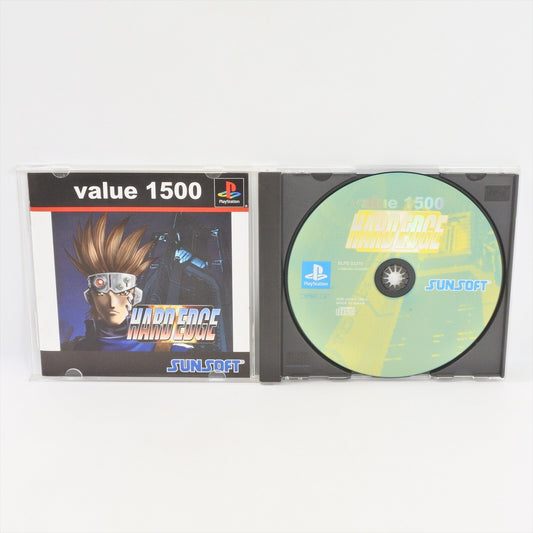 value 1500
PlayStation
HARD EDGE
SUNSOFT
value 1500
HARD EDGE
PlayStation
SUNSOFT